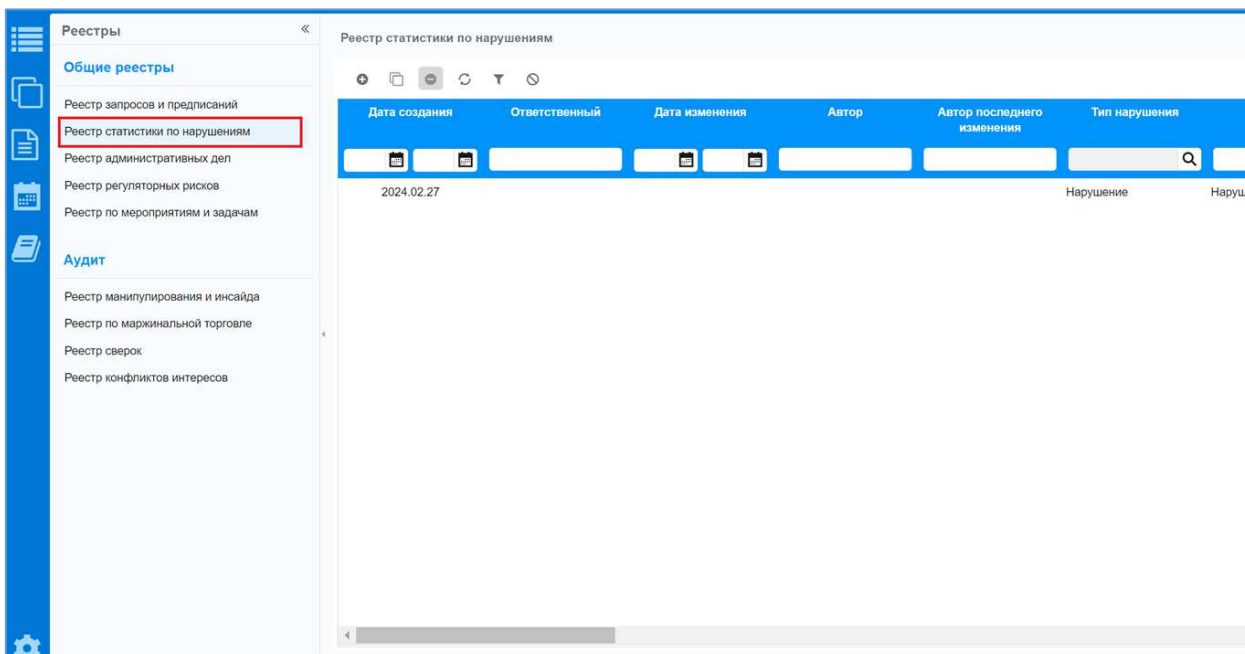 Реестры
Общие реестры
Реестр запросов и предписаний
Реестр статистики по нарушениям
Реестр административных дел
Реестр регуляторных рисков
Реестр по мероприятиям и задачам
Аудит
Реестр манипулирования и инсайда
Реестр по маржинальной торговле
Реестр сверок
Реестр конфликтов интересов
Реестр статистики по нарушениям
Дата создания Ответственный Дата изменения Автор Автор последнего Тип нарушения
изменения
2024.02.27 Нарушение Наруш